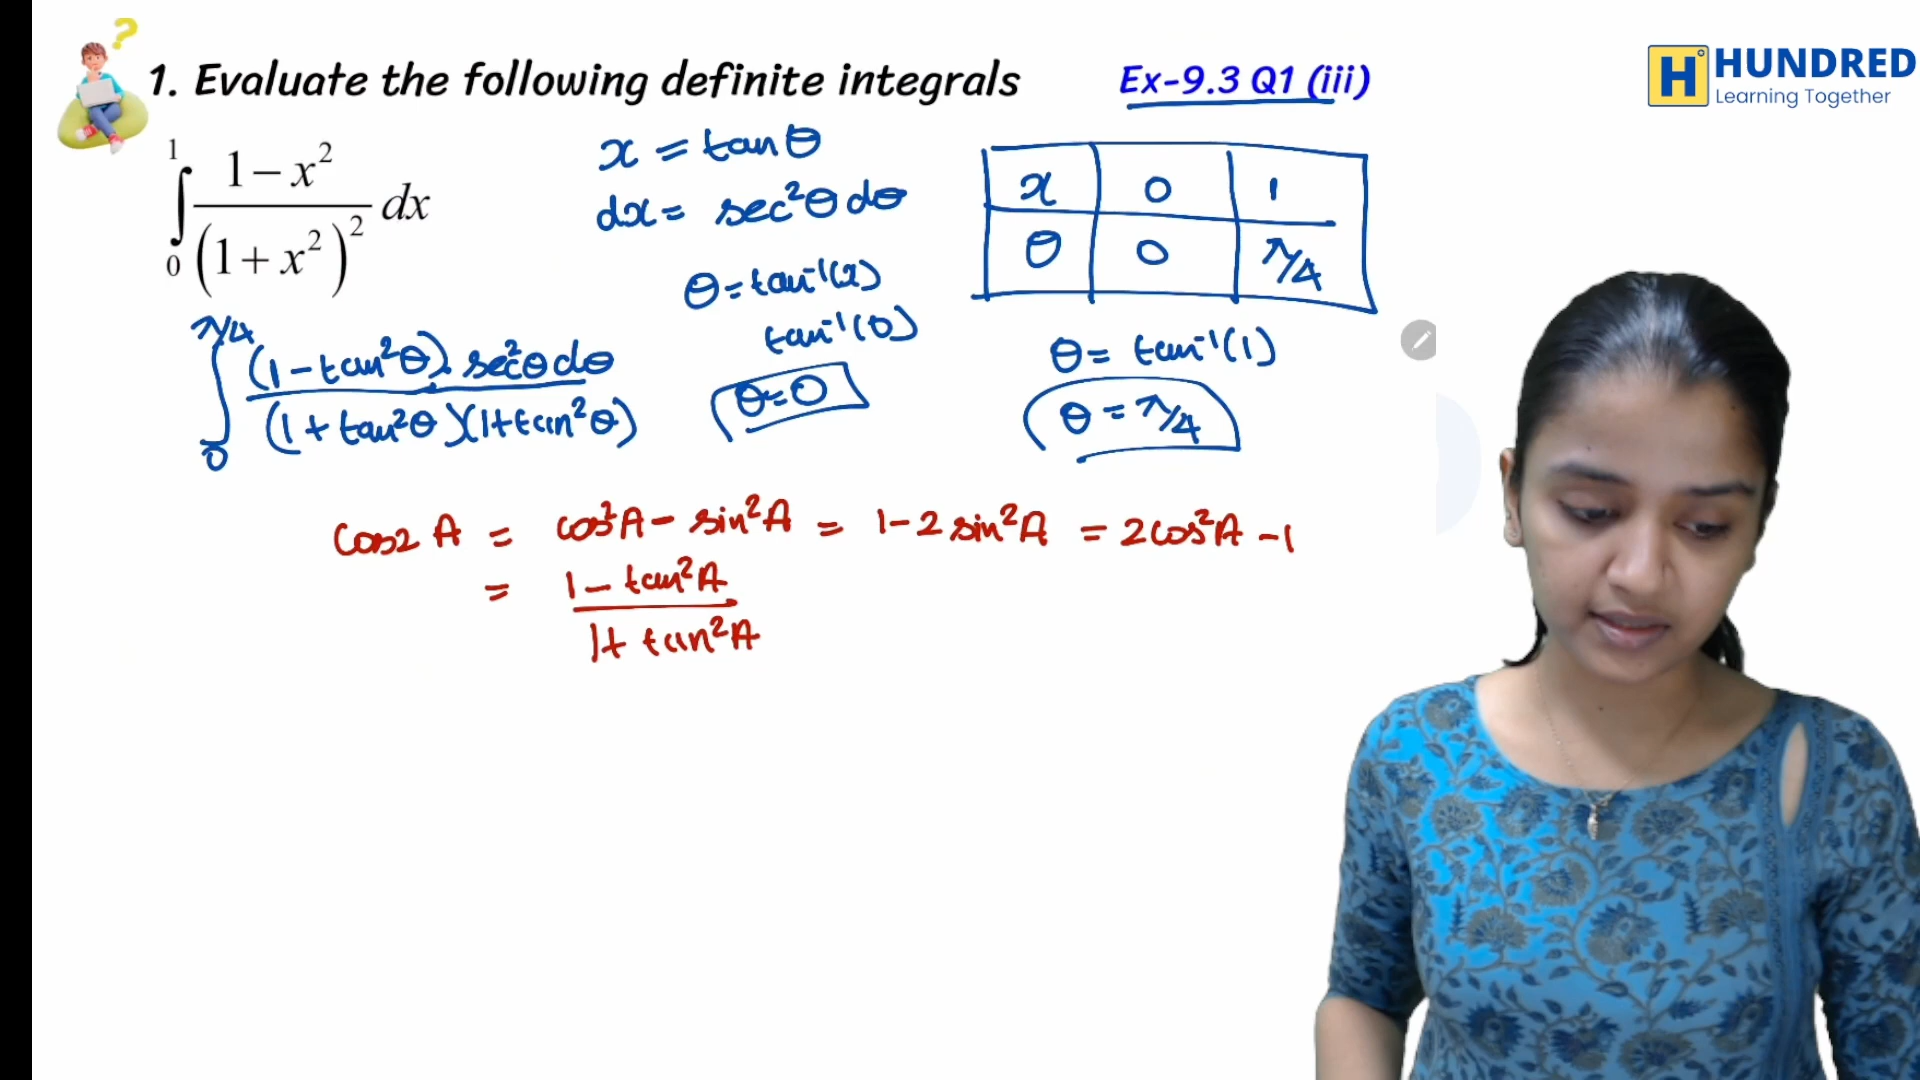 ?
1. Evaluate the following definite integrals
Ex-9.3 Q1 (iii)
HUNDRED
Learning Together
∫₀¹ (1−x²)/(1+x²)² dx
x = tanθ
dx = sec²θ dθ
θ = tan⁻¹(x)
tan⁻¹(0)
θ=0
x 0 1
θ 0 π/4
θ = tan⁻¹(1)
θ = π/4
∫₀^(π/4) (1−tan²θ). sec²θ dθ / (1+tan²θ)(1+tan²θ)
cos2A = cos²A − sin²A = 1−2sin²A = 2cos²A −1
= (1−tan²A)/(1+tan²A)